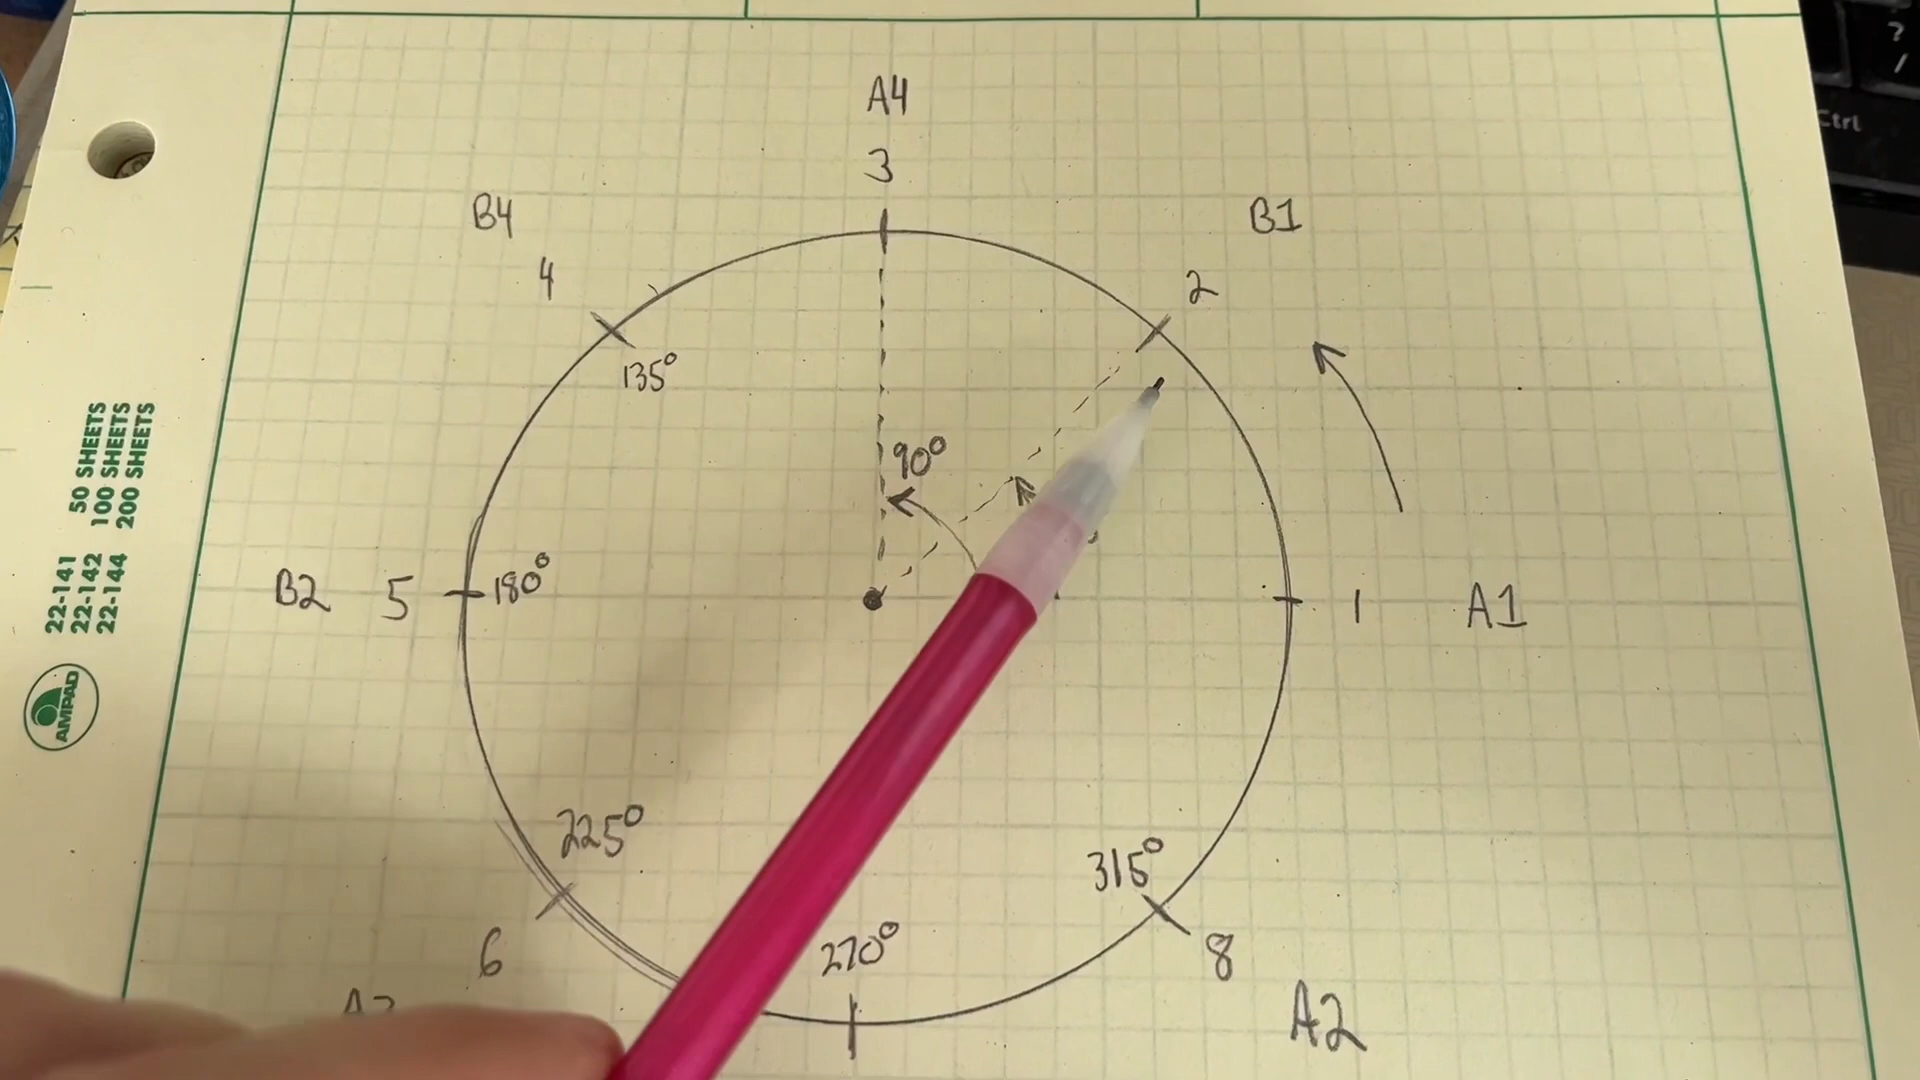 A4
3
B4
B1
4
2
135°
90°
B2
5
180°
1
A1
225°
315°
6
270°
8
A2
22-141 50 SHEETS
22-142 100 SHEETS
22-144 200 SHEETS
AMPAD
?
/
Ctrl